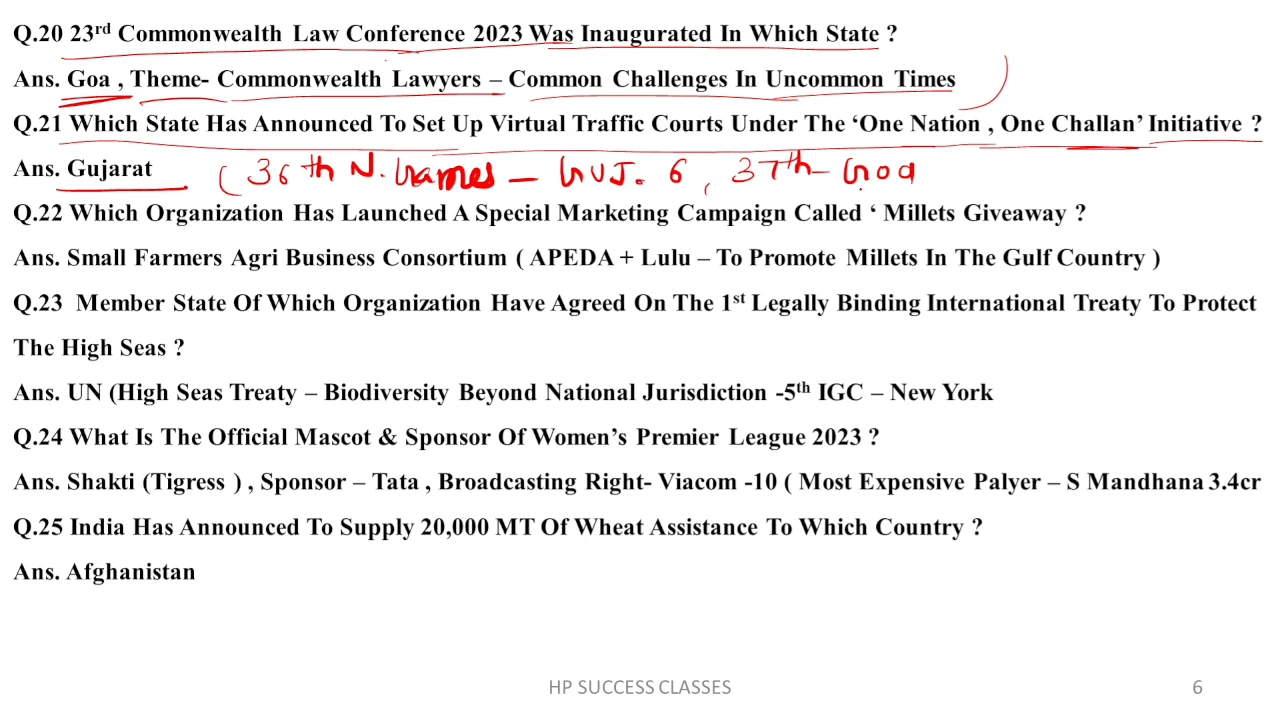 Q.20 23rd Commonwealth Law Conference 2023 Was Inaugurated In Which State ?
Ans. Goa , Theme- Commonwealth Lawyers – Common Challenges In Uncommon Times
Q.21 Which State Has Announced To Set Up Virtual Traffic Courts Under The ‘One Nation , One Challan’ Initiative ?
Ans. Gujarat ( 36th N. Games – GUJ. 6 , 37th – Goa
Q.22 Which Organization Has Launched A Special Marketing Campaign Called ‘ Millets Giveaway ?
Ans. Small Farmers Agri Business Consortium ( APEDA + Lulu – To Promote Millets In The Gulf Country )
Q.23 Member State Of Which Organization Have Agreed On The 1st Legally Binding International Treaty To Protect
The High Seas ?
Ans. UN (High Seas Treaty – Biodiversity Beyond National Jurisdiction -5th IGC – New York
Q.24 What Is The Official Mascot & Sponsor Of Women’s Premier League 2023 ?
Ans. Shakti (Tigress ) , Sponsor – Tata , Broadcasting Right- Viacom -10 ( Most Expensive Palyer – S Mandhana 3.4cr
Q.25 India Has Announced To Supply 20,000 MT Of Wheat Assistance To Which Country ?
Ans. Afghanistan
HP SUCCESS CLASSES 6